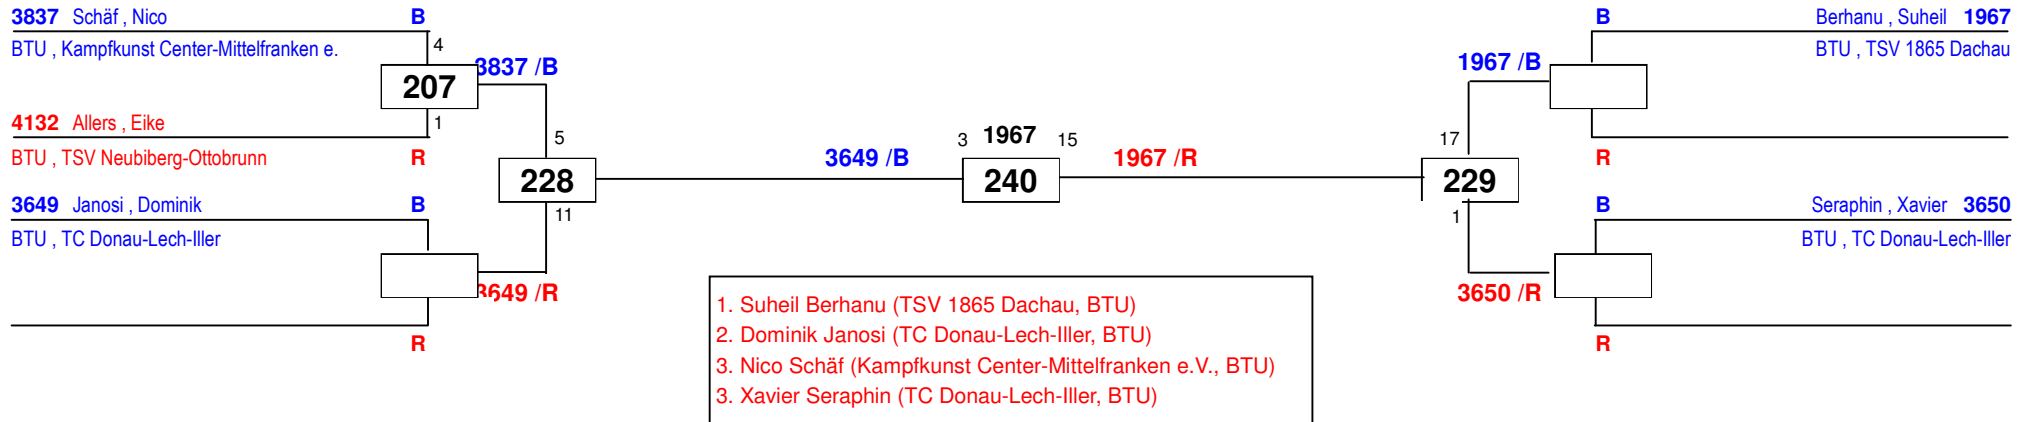 3837 Schäf , Nico B
BTU , Kampfkunst Center-Mittelfranken e.
4
3837 /B
207
4132 Allers , Eike
1
BTU , TSV Neubiberg-Ottobrunn R
5
228
11
3649 Janosi , Dominik B
BTU , TC Donau-Lech-Iller
3649 /R
R
3649 /B
3 1967 15
240
1967 /R
B Berhanu , Suheil 1967
BTU , TSV 1865 Dachau
1967 /B
17
R
229
1
B Seraphin , Xavier 3650
BTU , TC Donau-Lech-Iller
3650 /R
R
1. Suheil Berhanu (TSV 1865 Dachau, BTU)
2. Dominik Janosi (TC Donau-Lech-Iller, BTU)
3. Nico Schäf (Kampfkunst Center-Mittelfranken e.V., BTU)
3. Xavier Seraphin (TC Donau-Lech-Iller, BTU)